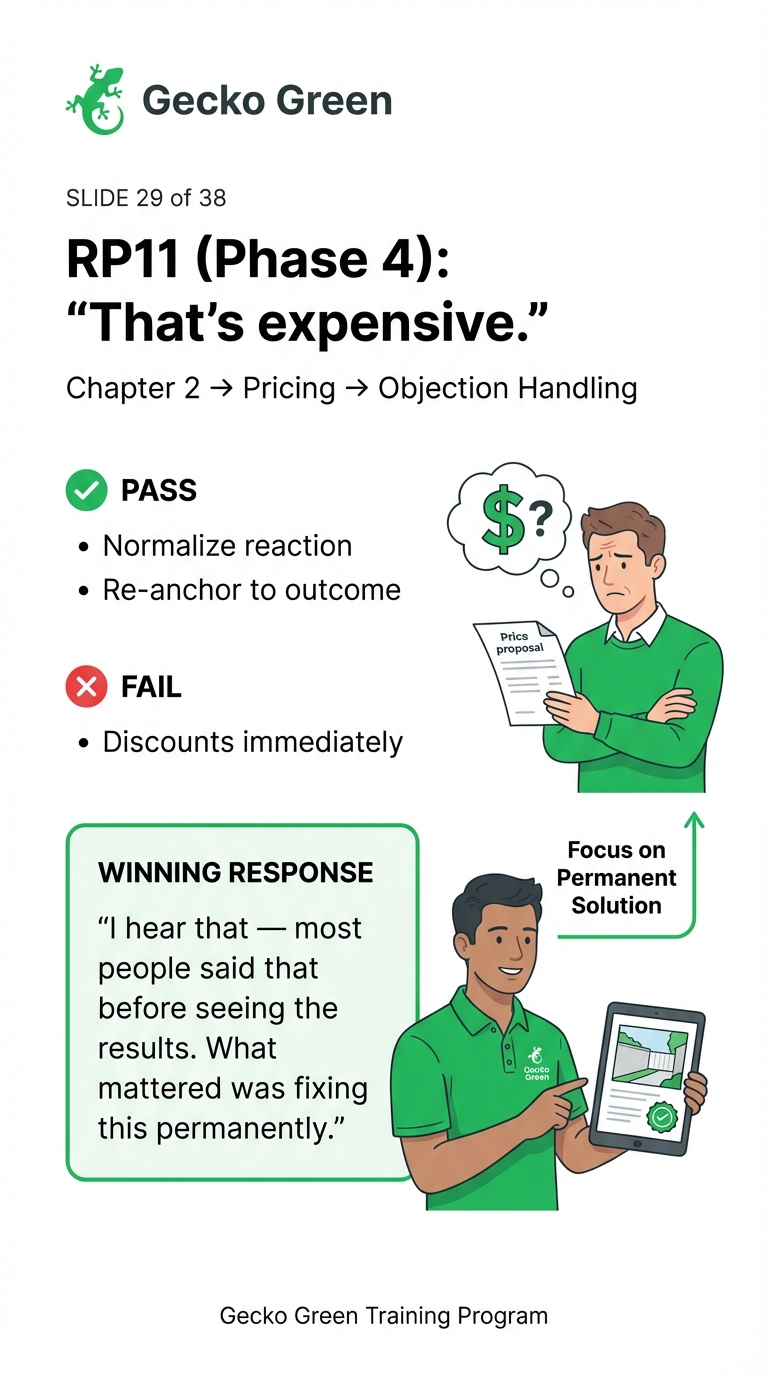 Gecko Green
SLIDE 29 of 38
RP11 (Phase 4):
“That’s expensive.”
Chapter 2 → Pricing → Objection Handling
PASS
• Normalize reaction
• Re-anchor to outcome
$?
Prics
proposal
FAIL
• Discounts immediately
WINNING RESPONSE
“I hear that — most
people said that
before seeing the
results. What
mattered was fixing
this permanently.”
Focus on
Permanent
Solution
Green
Gecko Green Training Program